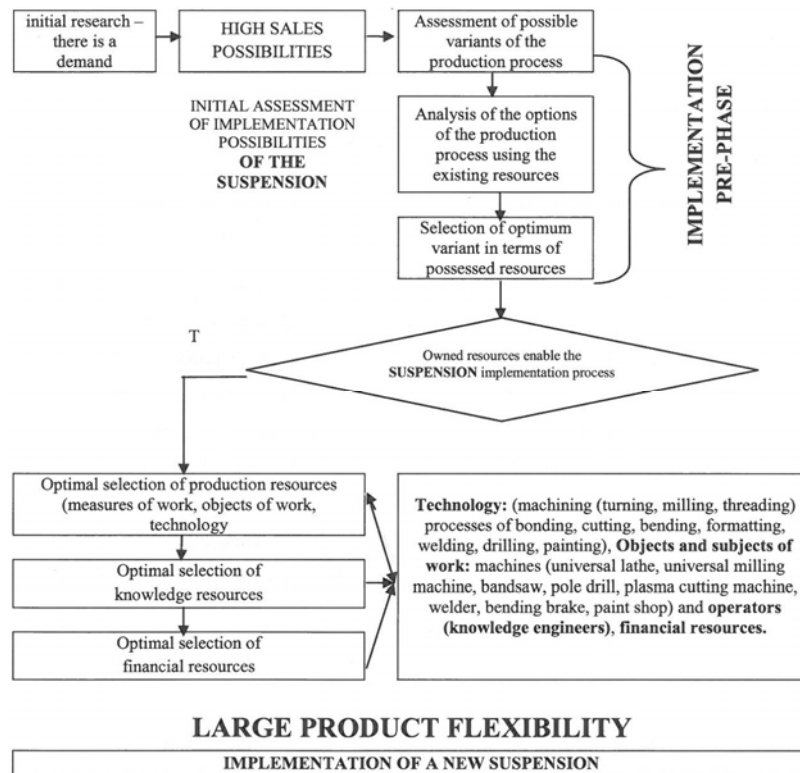 initial research –
there is a
demand
HIGH SALES
POSSIBILITIES
Assessment of possible
variants of the
production process
INITIAL ASSESSMENT
OF IMPLEMENTATION
POSSIBILITIES
OF THE
SUSPENSION
Analysis of the options
of the production
process using the
existing resources
Selection of optimum
variant in terms of
possessed resources
IMPLEMENTATION
PRE-PHASE
T
Owned resources enable the
SUSPENSION implementation process
Optimal selection of production resources
(measures of work, objects of work,
technology
Optimal selection of
knowledge resources
Optimal selection of
financial resources
Technology: (machining (turning, milling, threading)
processes of bonding, cutting, bending, formatting,
welding, drilling, painting), Objects and subjects of
work: machines (universal lathe, universal milling
machine, bandsaw, pole drill, plasma cutting machine,
welder, bending brake, paint shop) and operators
(knowledge engineers), financial resources.
LARGE PRODUCT FLEXIBILITY
IMPLEMENTATION OF A NEW SUSPENSION